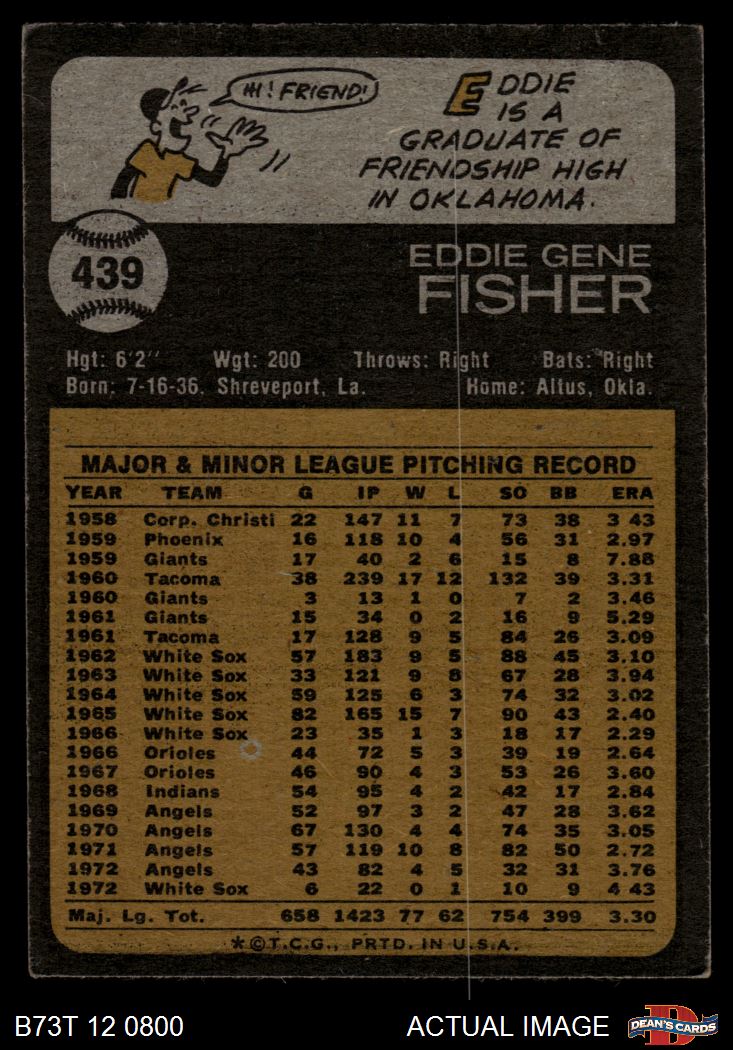 HI! FRIEND!
EDDIE
IS A
GRADUATE OF
FRIENDSHIP HIGH
IN OKLAHOMA.
439
EDDIE GENE
FISHER
Hgt: 6'2" Wgt: 200 Throws: Right Bats: Right
Born: 7-16-36. Shreveport, La. Home: Altus, Okla.
MAJOR & MINOR LEAGUE PITCHING RECORD
YEAR TEAM G IP W L SO BB ERA
1958 Corp. Christi 22 147 11 7 73 38 3 43
1959 Phoenix 16 118 10 4 56 31 2.97
1959 Giants 17 40 2 6 15 8 7.88
1960 Tacoma 38 239 17 12 132 39 3.31
1960 Giants 3 13 1 0 7 2 3.46
1961 Giants 15 34 0 2 16 9 5.29
1961 Tacoma 17 128 9 5 84 26 3.09
1962 White Sox 57 183 9 5 88 45 3.10
1963 White Sox 33 121 9 8 67 28 3.94
1964 White Sox 59 125 6 3 74 32 3.02
1965 White Sox 82 165 15 7 90 43 2.40
1966 White Sox 23 35 1 3 18 17 2.29
1966 Orioles 44 72 5 3 39 19 2.64
1967 Orioles 46 90 4 3 53 26 3.60
1968 Indians 54 95 4 2 42 17 2.84
1969 Angels 52 97 3 2 47 28 3.62
1970 Angels 67 130 4 4 74 35 3.05
1971 Angels 57 119 10 8 82 50 2.72
1972 Angels 43 82 4 5 32 31 3.76
1972 White Sox 6 22 0 1 10 9 4 43
Maj. Lg. Tot. 658 1423 77 62 754 399 3.30
*©T.C.G., PRTD. IN U.S.A.
B73T 12 0800 ACTUAL IMAGE D DEAN'S CARDS